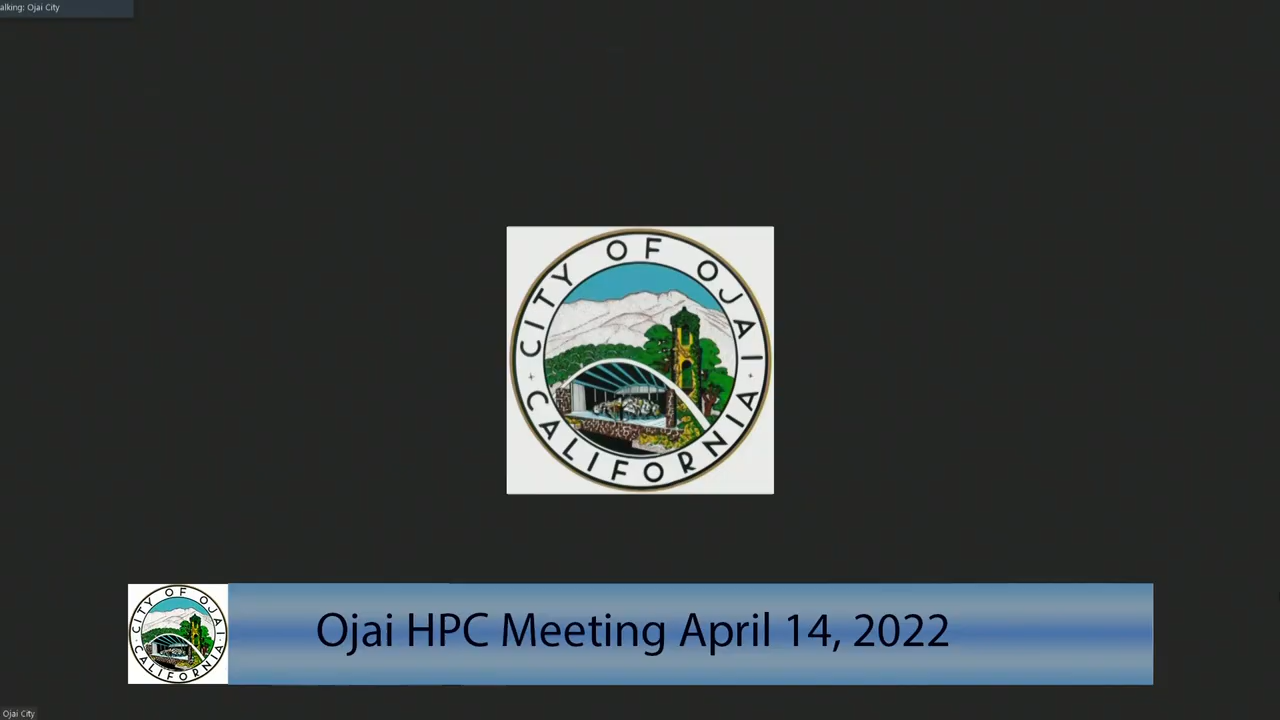 alking: Ojai City
CITY OF OJAI
CALIFORNIA
CITY OF OJAI
CALIFORNIA
Ojai HPC Meeting April 14, 2022
Ojai City